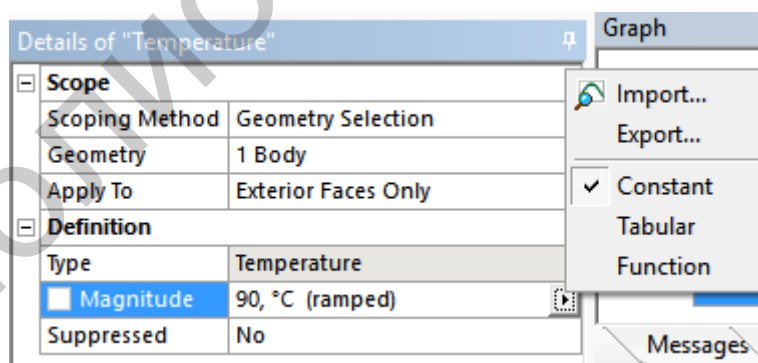 Details of "Temperature"
Scope
Scoping Method Geometry Selection
Geometry 1 Body
Apply To Exterior Faces Only
Definition
Type Temperature
Magnitude 90, °C (ramped)
Suppressed No
Graph
Import...
Export...
Constant
Tabular
Function
Messages